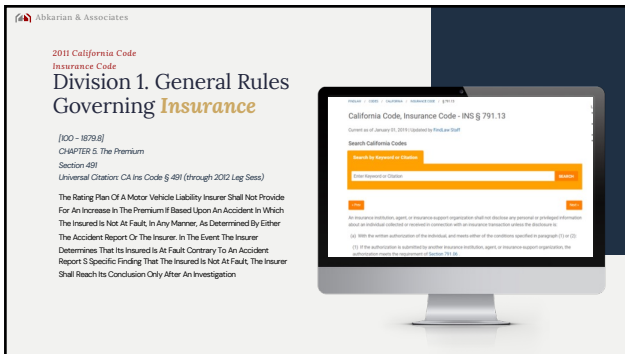 Abkarian & Associates
2011 California Code
Insurance Code
Division 1. General Rules
Governing Insurance
[100 - 1879.8]
CHAPTER 5. The Premium
Section 491
Universal Citation: CA Ins Code § 491 (through 2012 Leg Sess)
The Rating Plan Of A Motor Vehicle Liability Insurer Shall Not Provide
For An Increase In The Premium If Based Upon An Accident In Which
The Insured Is Not At Fault, In Any Manner, As Determined By Either
The Accident Report Or The Insurer. In The Event The Insurer
Determines That Its Insured Is At Fault Contrary To An Accident
Report S Specific Finding That The Insured Is Not At Fault, The Insurer
Shall Reach Its Conclusion Only After An Investigation
FINDLAW / CODES / CALIFORNIA / INSURANCE CODE / § 791.13
California Code, Insurance Code - INS § 791.13
Current as of January 01, 2019 | Updated by FindLaw Staff
Search California Codes
Search by Keyword or Citation
Enter Keyword or Citation
SEARCH
« Prev
Next »
An insurance institution, agent, or insurance-support organization shall not disclose any personal or privileged information
about an individual collected or received in connection with an insurance transaction unless the disclosure is:
(a) With the written authorization of the individual, and meets either of the conditions specified in paragraph (1) or (2):
(1) If the authorization is submitted by another insurance institution, agent, or insurance-support organization, the
authorization meets the requirement of Section 791.06.